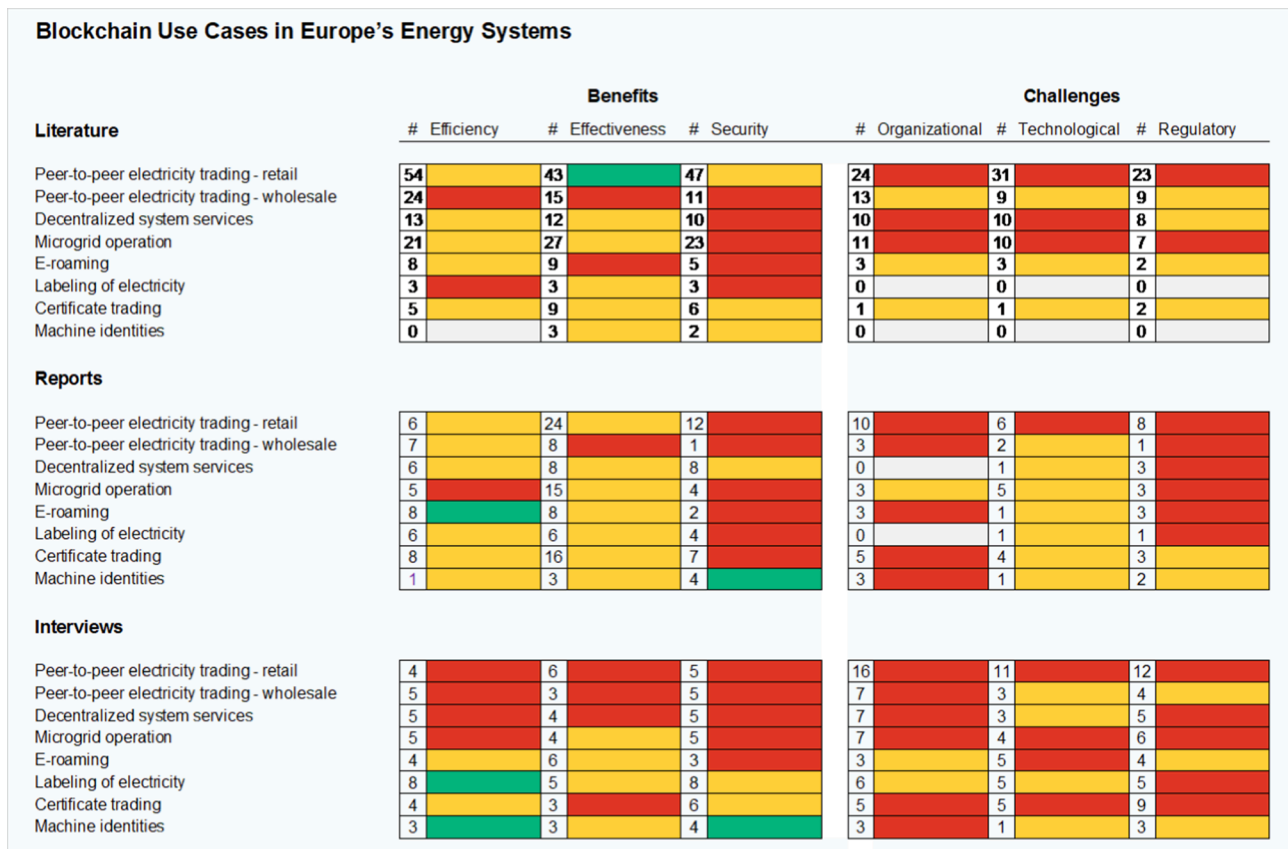 Blockchain Use Cases in Europe’s Energy Systems
Benefits Challenges
Literature # Efficiency # Effectiveness # Security # Organizational # Technological # Regulatory
Peer-to-peer electricity trading - retail 54 43 47 24 31 23
Peer-to-peer electricity trading - wholesale 24 15 11 13 9 9
Decentralized system services 13 12 10 10 10 8
Microgrid operation 21 27 23 11 10 7
E-roaming 8 9 5 3 3 2
Labeling of electricity 3 3 3 0 0 0
Certificate trading 5 9 6 1 1 2
Machine identities 0 3 2 0 0 0
Reports
Peer-to-peer electricity trading - retail 6 24 12 10 6 8
Peer-to-peer electricity trading - wholesale 7 8 1 3 2 1
Decentralized system services 6 8 8 0 1 3
Microgrid operation 5 15 4 3 5 3
E-roaming 8 8 2 3 1 3
Labeling of electricity 6 6 4 0 1 1
Certificate trading 8 16 7 5 4 3
Machine identities 1 3 4 3 1 2
Interviews
Peer-to-peer electricity trading - retail 4 6 5 16 11 12
Peer-to-peer electricity trading - wholesale 5 3 5 7 3 4
Decentralized system services 5 4 5 7 3 5
Microgrid operation 5 4 5 7 4 6
E-roaming 4 6 3 3 5 4
Labeling of electricity 8 5 8 6 5 5
Certificate trading 4 3 6 5 5 9
Machine identities 3 3 4 3 1 3